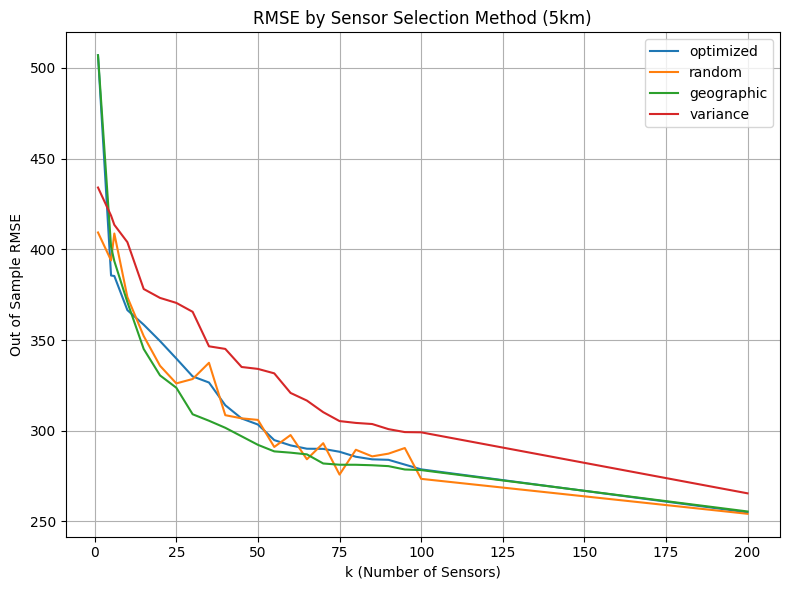 RMSE by Sensor Selection Method (5km)
optimized
random
geographic
variance
Out of Sample RMSE
500
450
400
350
300
250
0 25 50 75 100 125 150 175 200
k (Number of Sensors)